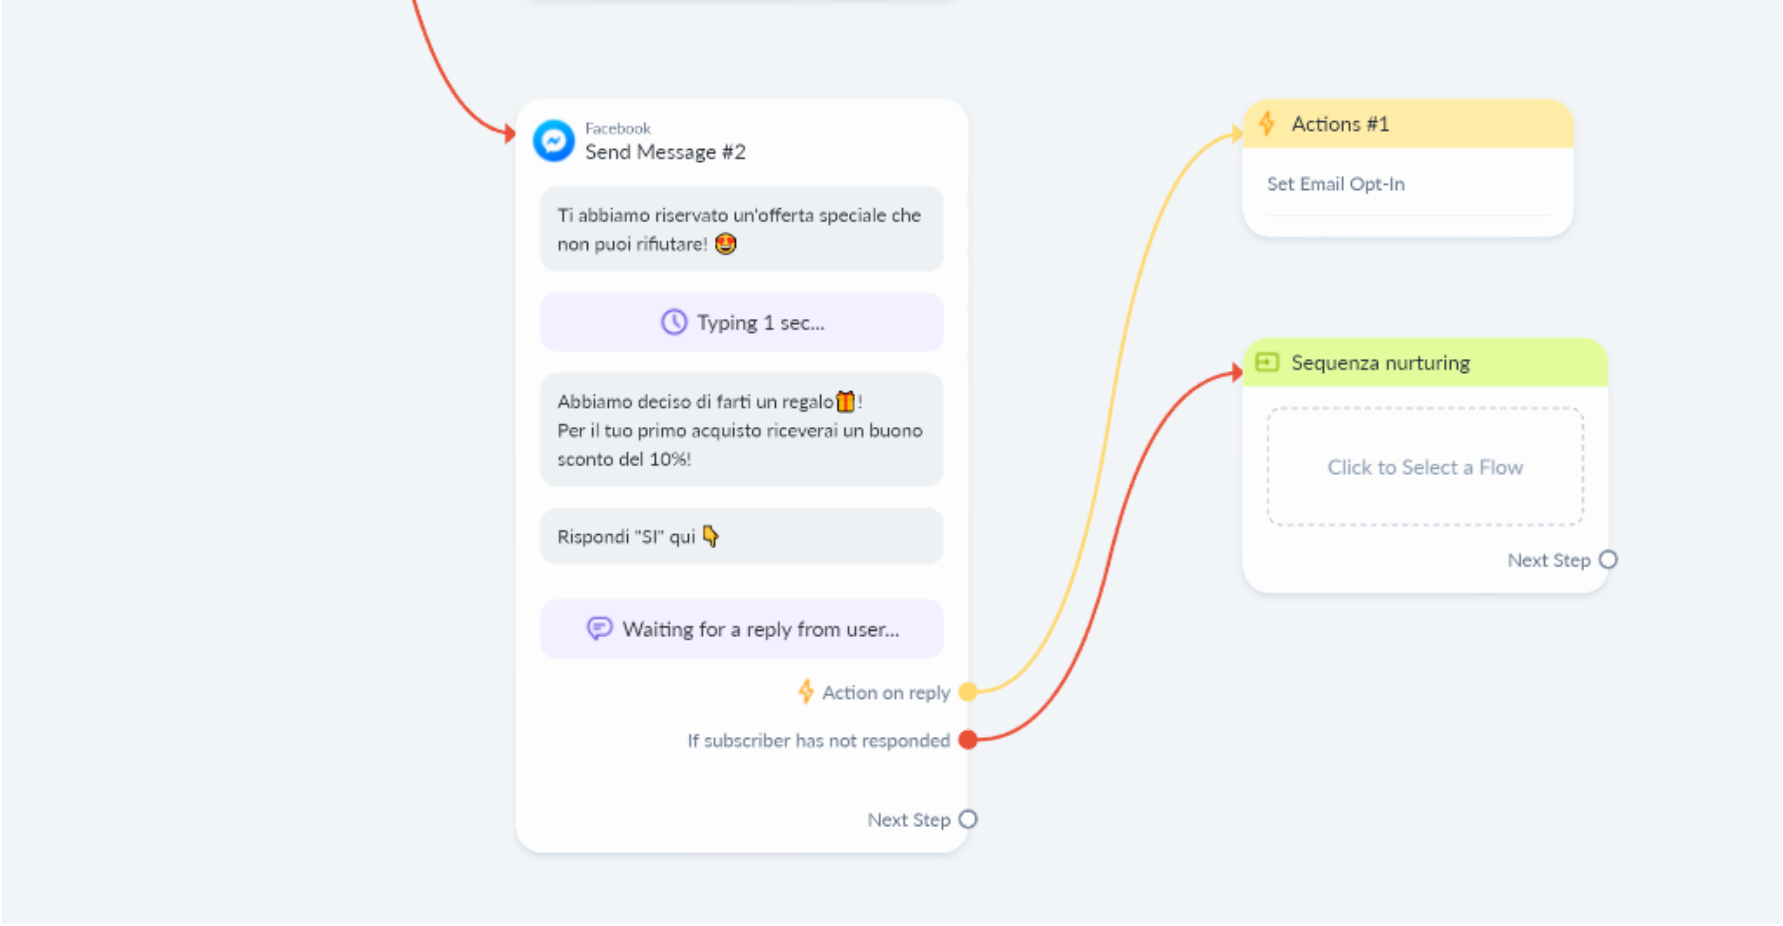 Facebook
Send Message #2
Ti abbiamo riservato un'offerta speciale che
non puoi rifiutare! 🤩
Typing 1 sec...
Abbiamo deciso di farti un regalo🎁!
Per il tuo primo acquisto riceverai un buono
sconto del 10%!
Rispondi "SI" qui 👇
Waiting for a reply from user...
Action on reply
If subscriber has not responded
Next Step
Actions #1
Set Email Opt-In
Sequenza nurturing
Click to Select a Flow
Next Step